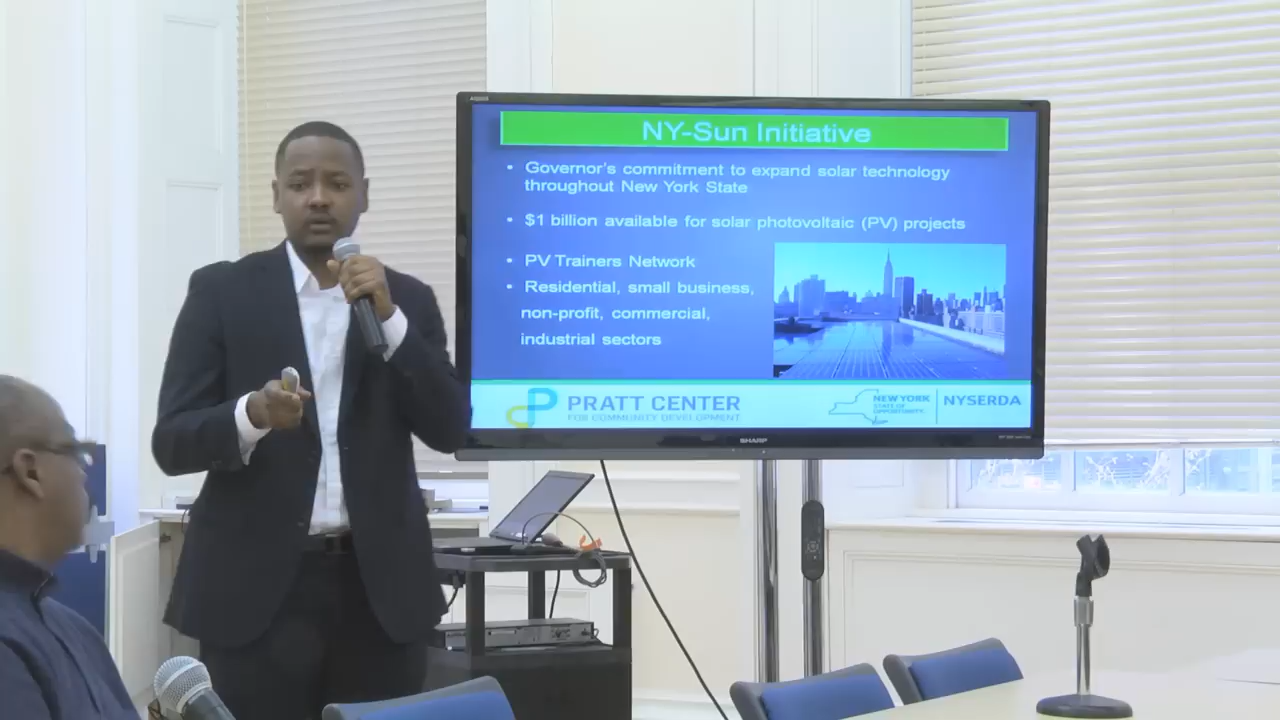 NY-Sun Initiative
• Governor's commitment to expand solar technology
throughout New York State
• $1 billion available for solar photovoltaic (PV) projects
• PV Trainers Network
• Residential, small business,
non-profit, commercial,
industrial sectors
PRATT CENTER
FOR COMMUNITY DEVELOPMENT
NEW YORK
STATE OF
OPPORTUNITY.
NYSERDA
SHARP